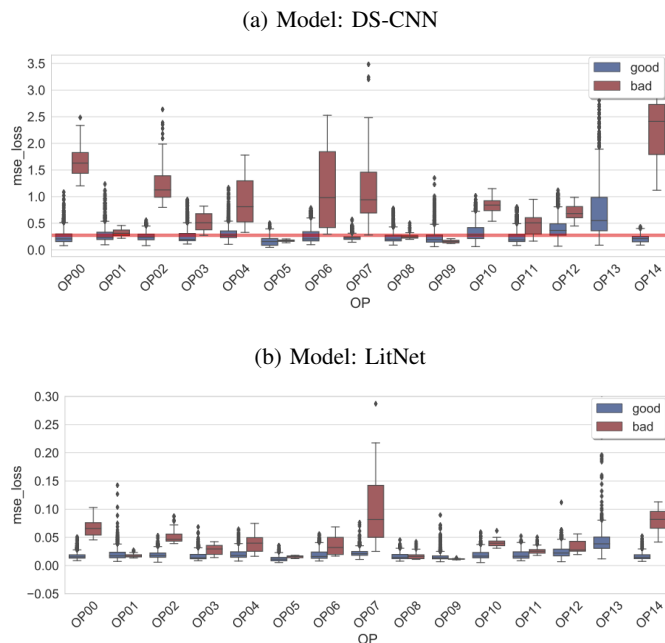 (a) Model: DS-CNN
3.5
3.0
2.5
2.0
1.5
1.0
0.5
0.0
mse_loss
good
bad
OP00 OP01 OP02 OP03 OP04 OP05 OP06 OP07 OP08 OP09 OP10 OP11 OP12 OP13 OP14
OP
(b) Model: LitNet
0.30
0.25
0.20
0.15
0.10
0.05
0.00
−0.05
mse_loss
good
bad
OP00 OP01 OP02 OP03 OP04 OP05 OP06 OP07 OP08 OP09 OP10 OP11 OP12 OP13 OP14
OP